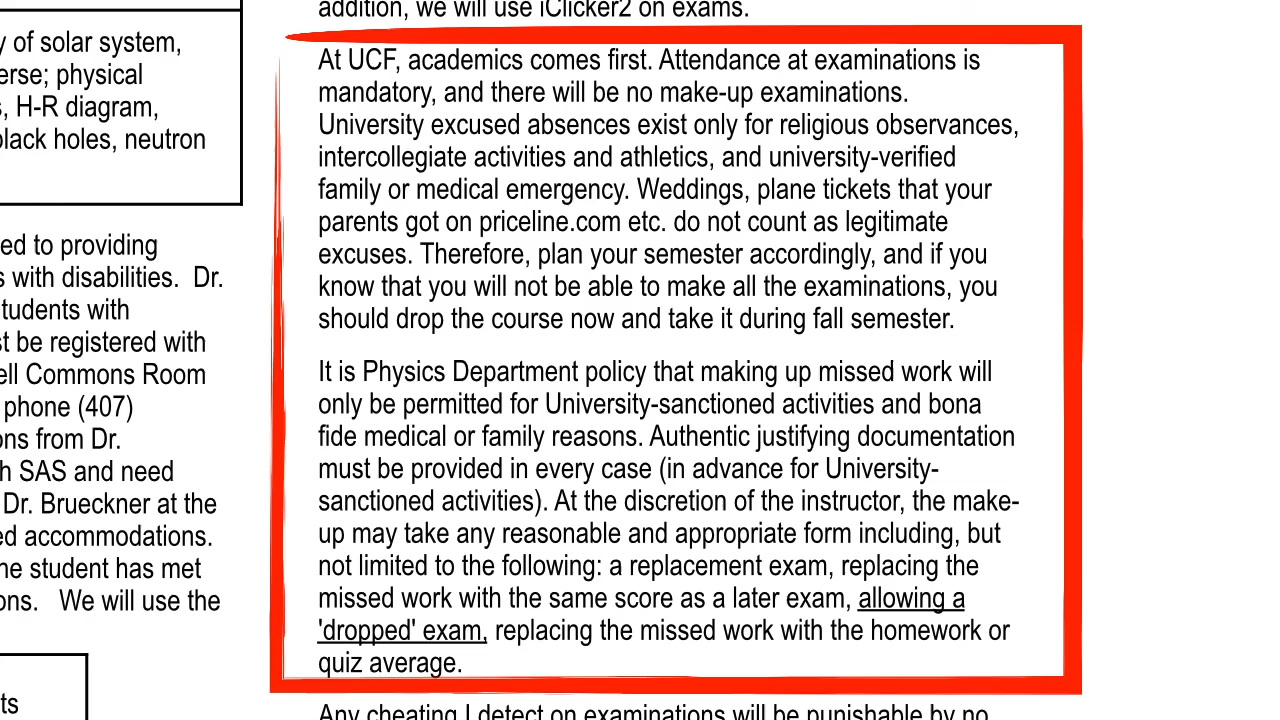 addition, we will use iClicker2 on exams.
y of solar system,
erse; physical
s, H-R diagram,
black holes, neutron
ed to providing
s with disabilities.  Dr.
tudents with
st be registered with
ell Commons Room
phone (407)
ons from Dr.
h SAS and need
Dr. Brueckner at the
ed accommodations.
he student has met
ons.   We will use the
ts
At UCF, academics comes first. Attendance at examinations is
mandatory, and there will be no make-up examinations.
University excused absences exist only for religious observances,
intercollegiate activities and athletics, and university-verified
family or medical emergency. Weddings, plane tickets that your
parents got on priceline.com etc. do not count as legitimate
excuses. Therefore, plan your semester accordingly, and if you
know that you will not be able to make all the examinations, you
should drop the course now and take it during fall semester.
It is Physics Department policy that making up missed work will
only be permitted for University-sanctioned activities and bona
fide medical or family reasons. Authentic justifying documentation
must be provided in every case (in advance for University-
sanctioned activities). At the discretion of the instructor, the make-
up may take any reasonable and appropriate form including, but
not limited to the following: a replacement exam, replacing the
missed work with the same score as a later exam, allowing a
'dropped' exam, replacing the missed work with the homework or
quiz average.
Any cheating I detect on examinations will be punishable by no